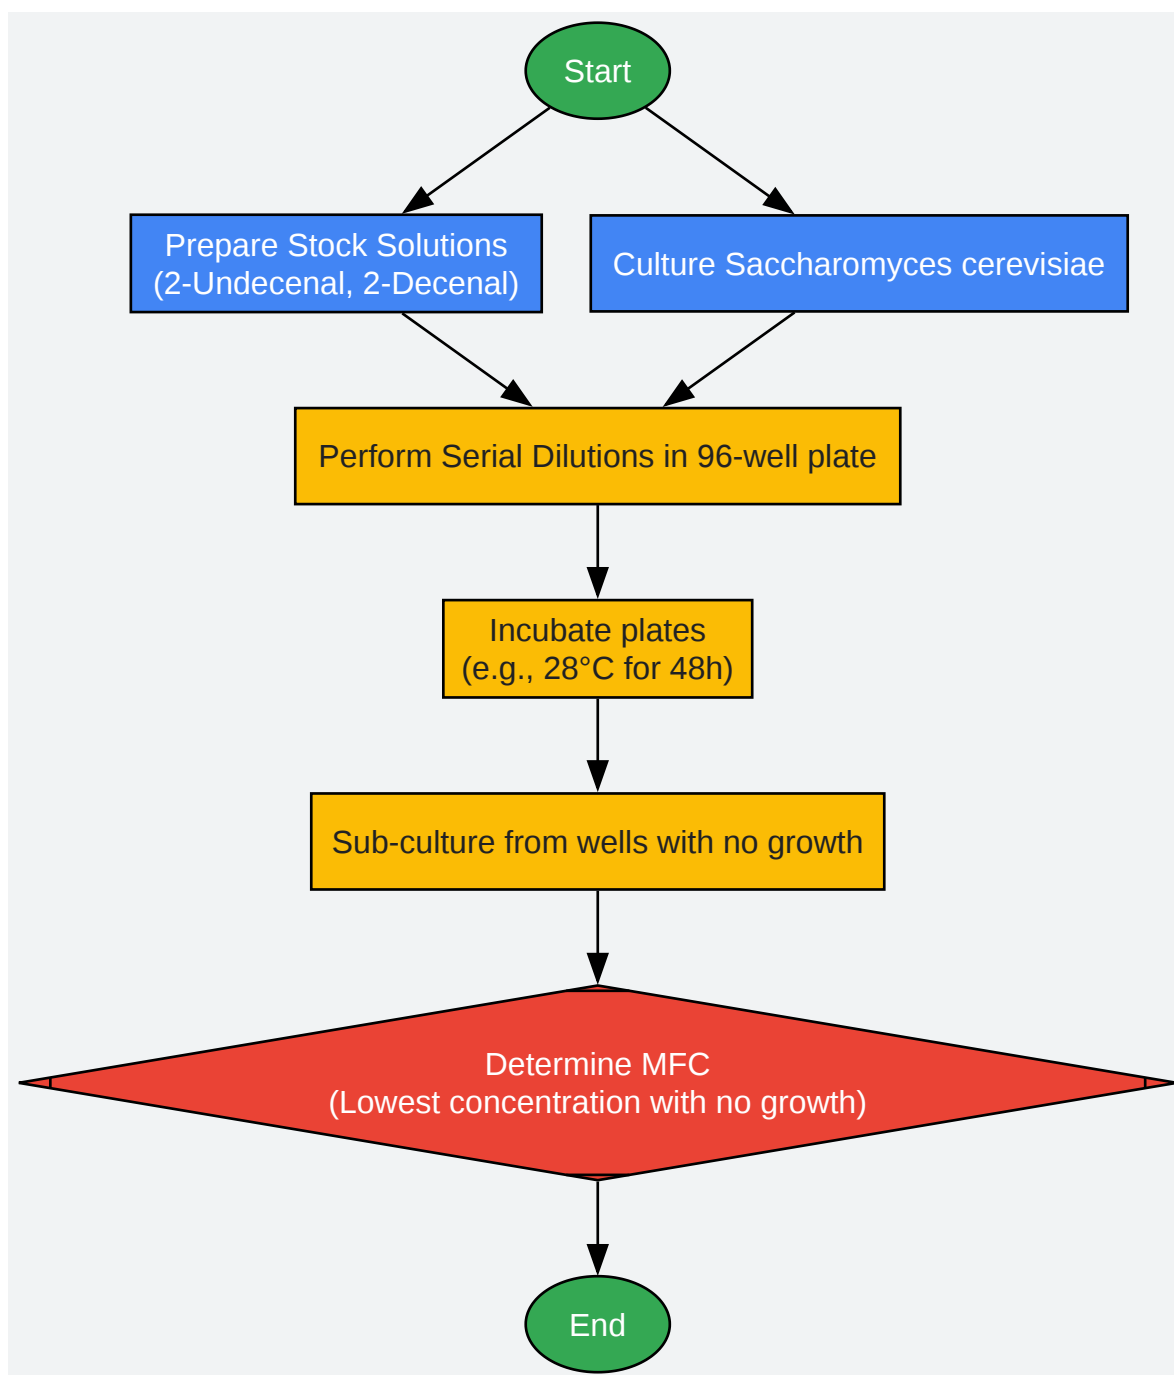 Start
Prepare Stock Solutions
(2-Undecenal, 2-Decenal)
Culture Saccharomyces cerevisiae
Perform Serial Dilutions in 96-well plate
Incubate plates
(e.g., 28°C for 48h)
Sub-culture from wells with no growth
Determine MFC
(Lowest concentration with no growth)
End